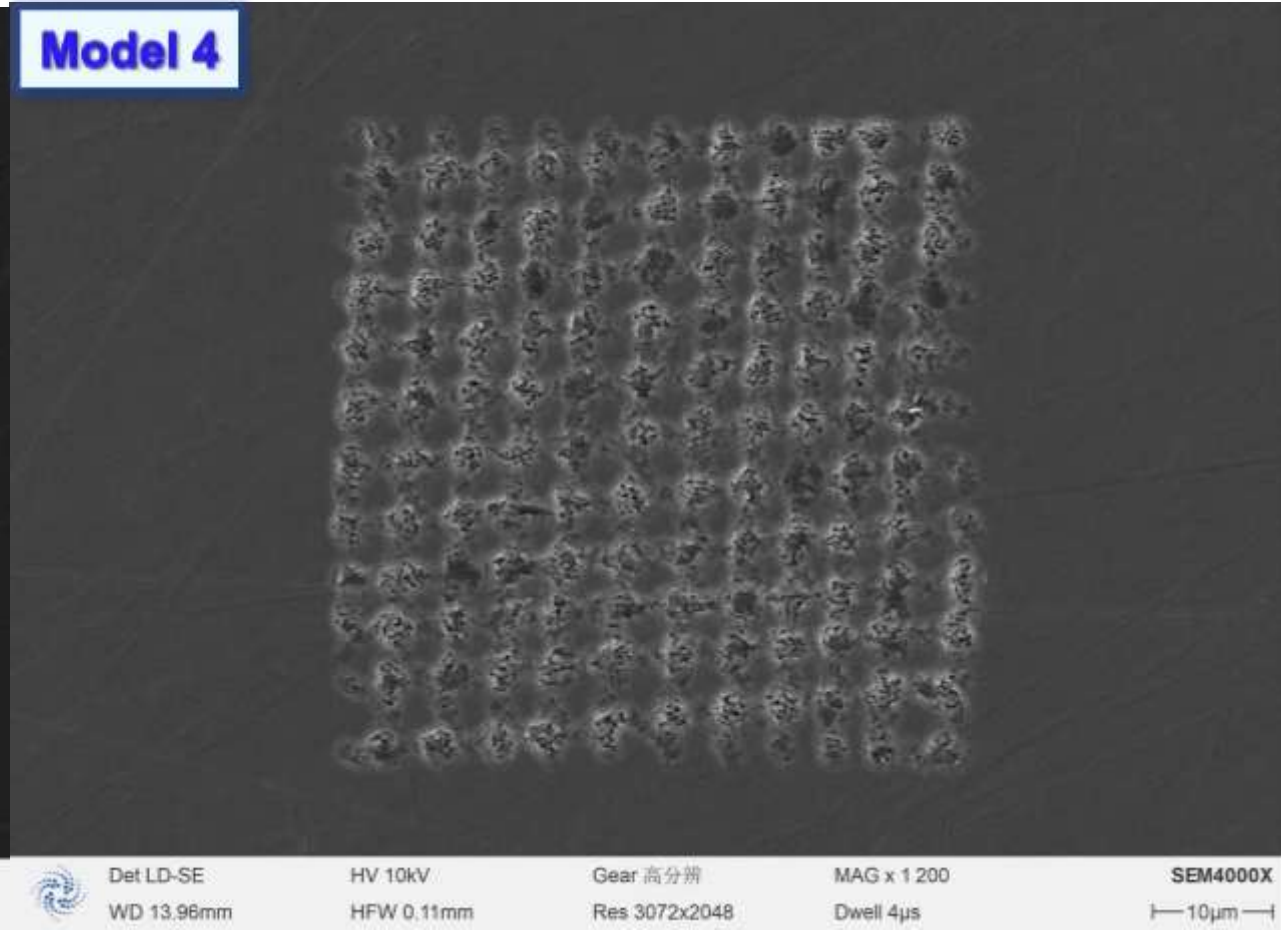 Model 4
Det LD-SE HV 10kV Gear 高分辨 MAG x 1 200 SEM4000X
WD 13.96mm HFW 0.11mm Res 3072x2048 Dwell 4μs 10μm